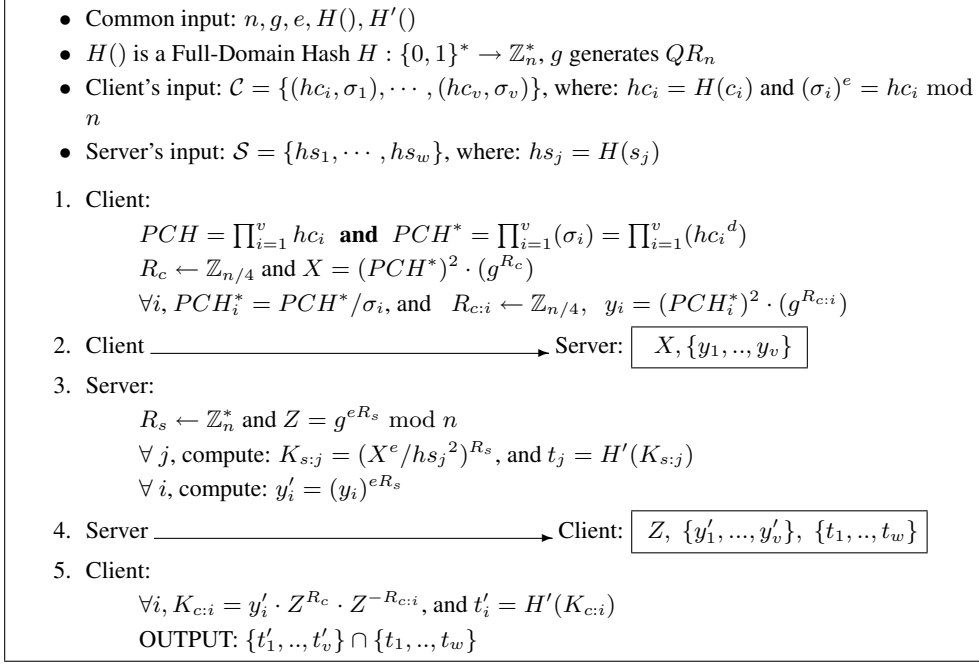 • Common input: n, g, e, H(), H′()
• H() is a Full-Domain Hash H : {0, 1}* → ℤ*ₙ, g generates QRₙ
• Client's input: 𝒞 = {(hc_i, σ_1), ··· , (hc_v, σ_v)}, where: hc_i = H(c_i) and (σ_i)^e = hc_i mod
n
• Server's input: 𝒮 = {hs_1, ··· , hs_w}, where: hs_j = H(s_j)
1. Client:
PCH = ∏_{i=1}^{v} hc_i and PCH* = ∏_{i=1}^{v}(σ_i) = ∏_{i=1}^{v}(hc_i^d)
R_c ← ℤ_{n/4} and X = (PCH*)^2 · (g^{R_c})
∀i, PCH*_i = PCH*/σ_i, and R_{c:i} ← ℤ_{n/4}, y_i = (PCH*_i)^2 · (g^{R_{c:i}})
2. Client ⟶ Server: X, {y_1, .., y_v}
3. Server:
R_s ← ℤ*ₙ and Z = g^{eR_s} mod n
∀ j, compute: K_{s:j} = (X^e/hs_j^2)^{R_s}, and t_j = H′(K_{s:j})
∀ i, compute: y′_i = (y_i)^{eR_s}
4. Server ⟶ Client: Z, {y′_1, ..., y′_v}, {t_1, .., t_w}
5. Client:
∀i, K_{c:i} = y′_i · Z^{R_c} · Z^{−R_{c:i}}, and t′_i = H′(K_{c:i})
OUTPUT: {t′_1, .., t′_v} ∩ {t_1, .., t_w}